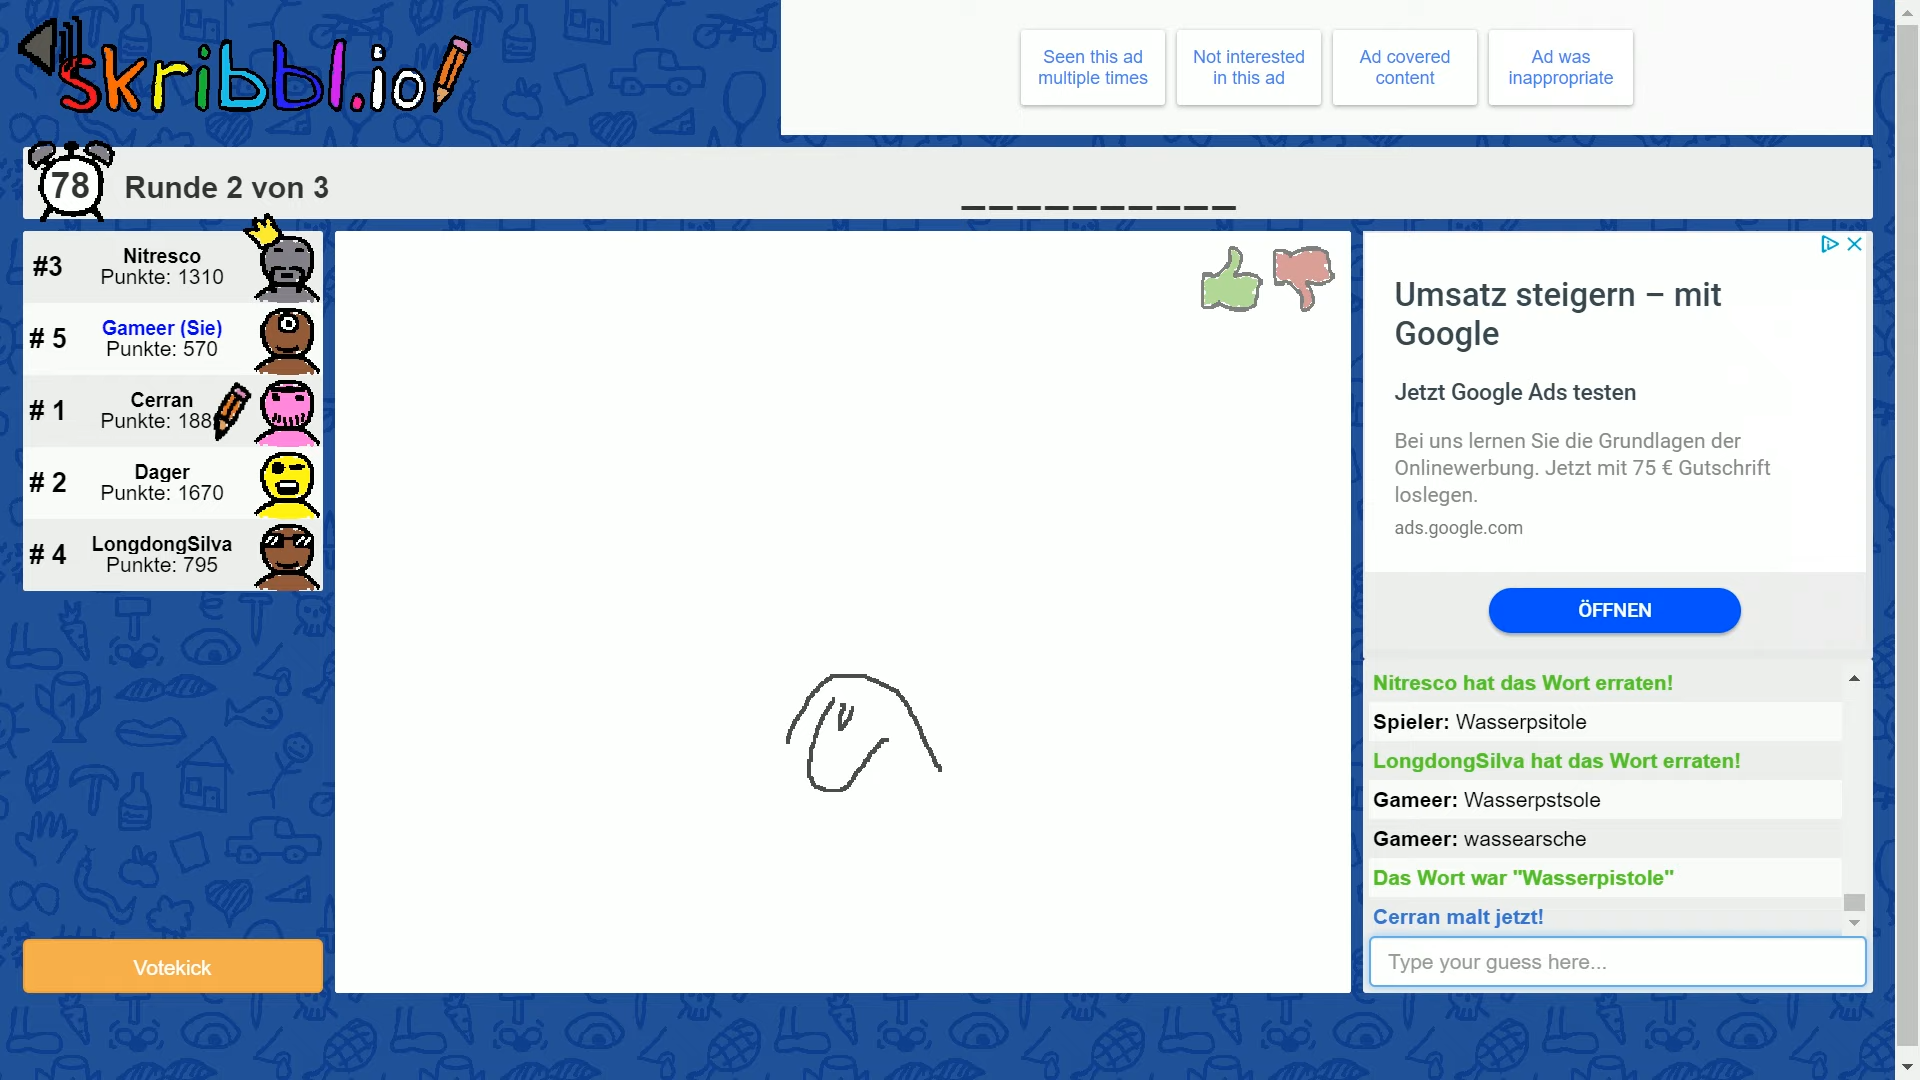 skribbl.io
Seen this ad
multiple times
Not interested
in this ad
Ad covered
content
Ad was
inappropriate
78
Runde 2 von 3
__________
#3
Nitresco
Punkte: 1310
# 5
Gameer (Sie)
Punkte: 570
# 1
Cerran
Punkte: 188
# 2
Dager
Punkte: 1670
# 4
LongdongSilva
Punkte: 795
Votekick
Umsatz steigern – mit
Google
Jetzt Google Ads testen
Bei uns lernen Sie die Grundlagen der
Onlinewerbung. Jetzt mit 75 € Gutschrift
loslegen.
ads.google.com
ÖFFNEN
Nitresco hat das Wort erraten!
Spieler: Wasserpsitole
LongdongSilva hat das Wort erraten!
Gameer: Wasserpstsole
Gameer: wassearsche
Das Wort war "Wasserpistole"
Cerran malt jetzt!
Type your guess here...